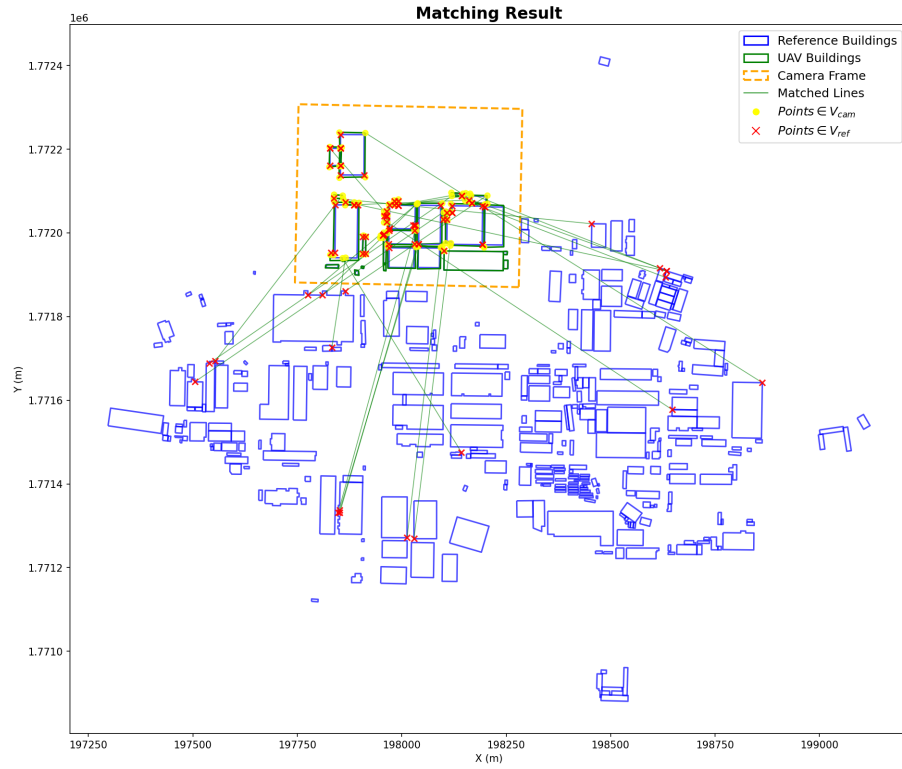 Matching Result
1e6
Reference Buildings
UAV Buildings
Camera Frame
Matched Lines
Points ∈ V_cam
Points ∈ V_ref
1.7724
1.7722
1.7720
1.7718
1.7716
1.7714
1.7712
1.7710
Y (m)
197250 197500 197750 198000 198250 198500 198750 199000
X (m)